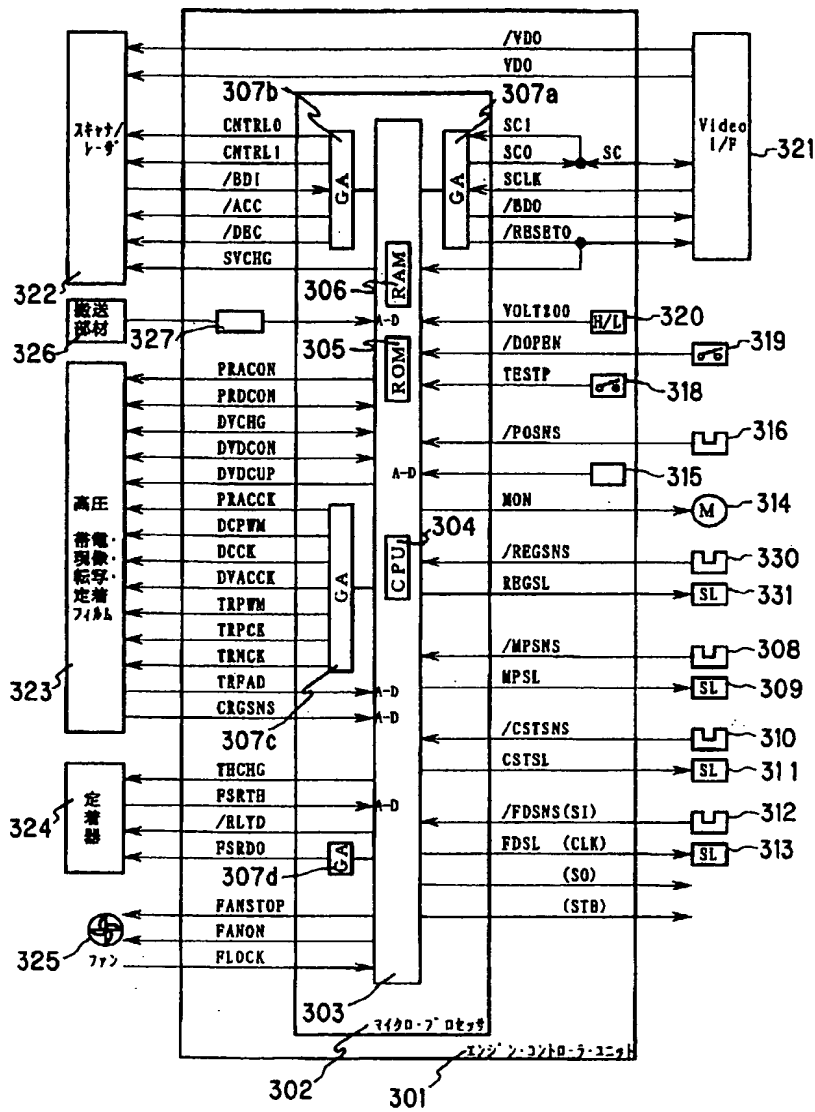 /VDO
VDO
307b
307a
スキャナ/
レーザ
CNTRL0
CNTRL1
/BDI
/ACC
/DEC
SVCHG
GA
GA
SCI
SCO
SC
SCLK
/BDO
/RESETO
Video
I/F
321
322
搬送
部材
326
327
306
RAM
305
ROM
A-D
VOLT200
H/L
320
/DOPEN
319
TESTP
318
PRACON
PRDCON
DVCHG
DVDCON
DVDCUP
PRACCK
DCPWM
DCCK
DVACCK
TRPWM
TRPCK
TRNCK
TRPAD
CRGSNS
高圧
帯電・
現像・
転写・
定着
フィルム
323
GA
307c
A-D
A-D
CPU
304
/POSNS
316
A-D
315
MON
M
314
/REGSNS
330
REGSL
SL
331
/MPSNS
308
MPSL
SL
309
/CSTSNS
310
CSTSL
SL
311
THCHG
FSRTH
/RLYD
FSRDO
定
着
器
324
A-D
GA
307d
/FDSNS(SI)
312
FDSL (CLK)
SL
313
(SO)
(STB)
FANSTOP
FANON
FLOCK
325
ファン
303
マイクロ・プロセッサ
302
エンジン・コントローラ・ユニット
301